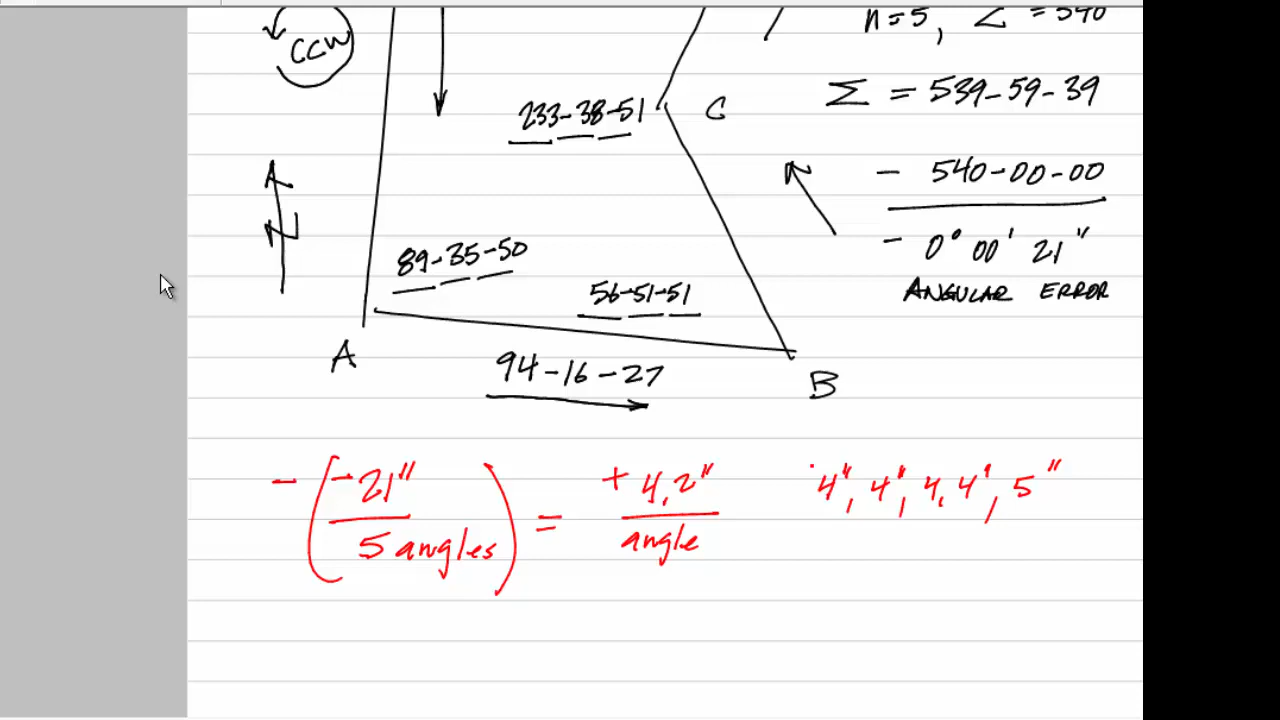 n=5, Σ = 540
CCW
Σ = 539-59-39
233-38-51
C
- 540-00-00
N
- 0° 00' 21"
89-35-50
ANGULAR ERROR
56-51-51
A
94-16-27
B
- (-21" / 5 angles) = +4.2" / angle
4", 4", 4, 4", 5"